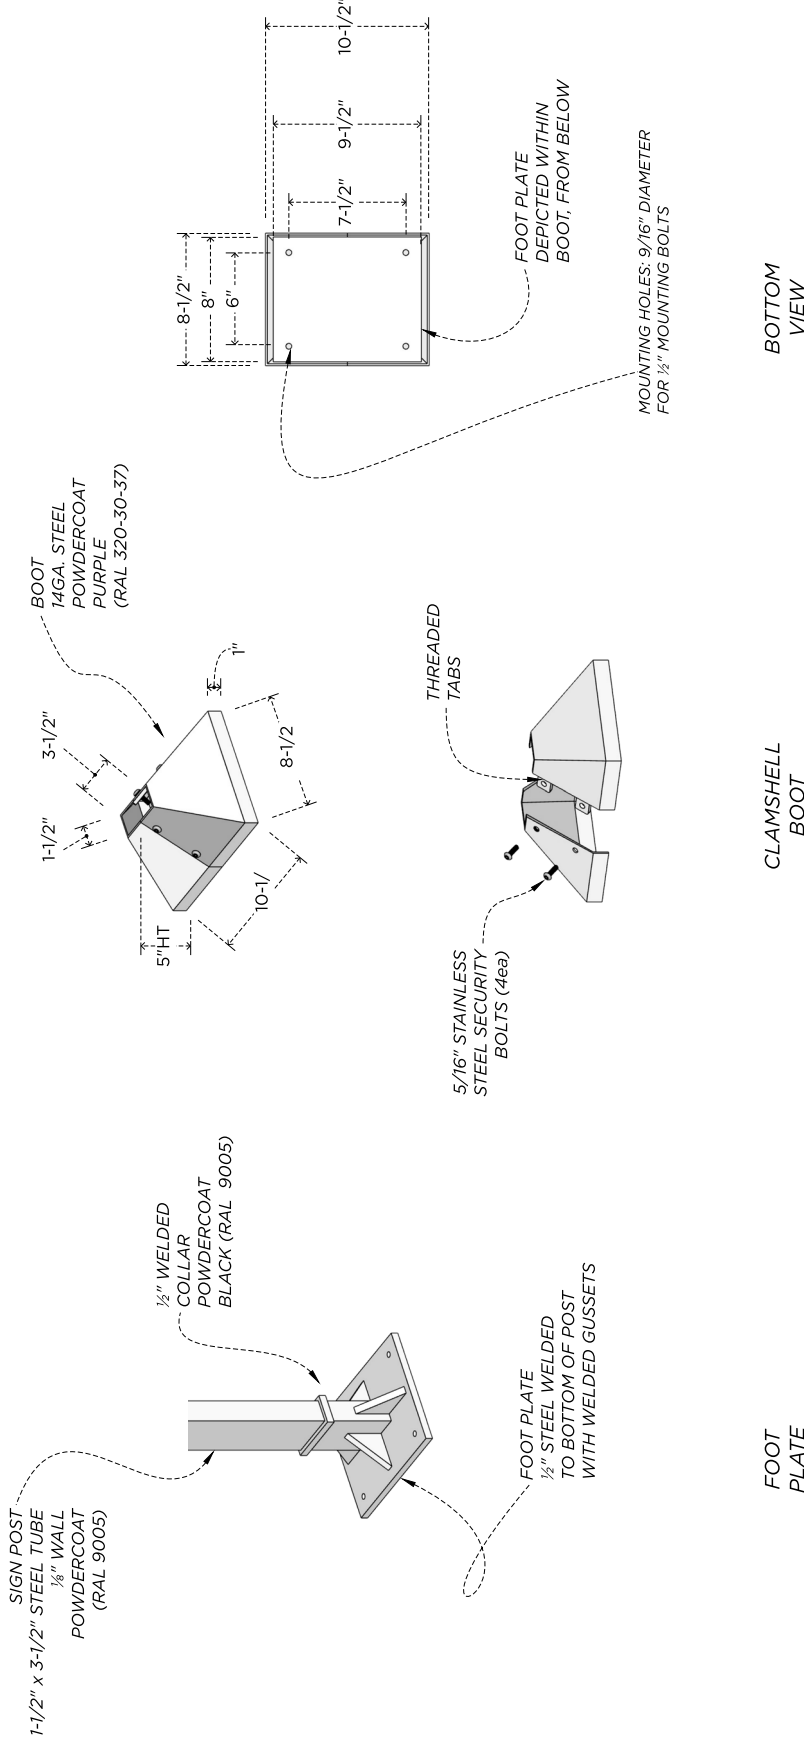 SIGN POST
1-1/2" x 3-1/2" STEEL TUBE
⅛" WALL
POWDERCOAT
(RAL 9005)
½" WELDED
COLLAR
POWDERCOAT
BLACK (RAL 9005)
FOOT PLATE
½" STEEL WELDED
TO BOTTOM OF POST
WITH WELDED GUSSETS
FOOT
PLATE
1-1/2"
3-1/2"
BOOT
14GA. STEEL
POWDERCOAT
PURPLE
(RAL 320-30-37)
5"HT
10-1/
8-1/2
1"
5/16" STAINLESS
STEEL SECURITY
BOLTS (4ea)
THREADED
TABS
CLAMSHELL
BOOT
8-1/2"
8"
6"
7-1/2"
9-1/2"
10-1/2"
FOOT PLATE
DEPICTED WITHIN
BOOT, FROM BELOW
MOUNTING HOLES: 9/16" DIAMETER
FOR ½" MOUNTING BOLTS
BOTTOM
VIEW